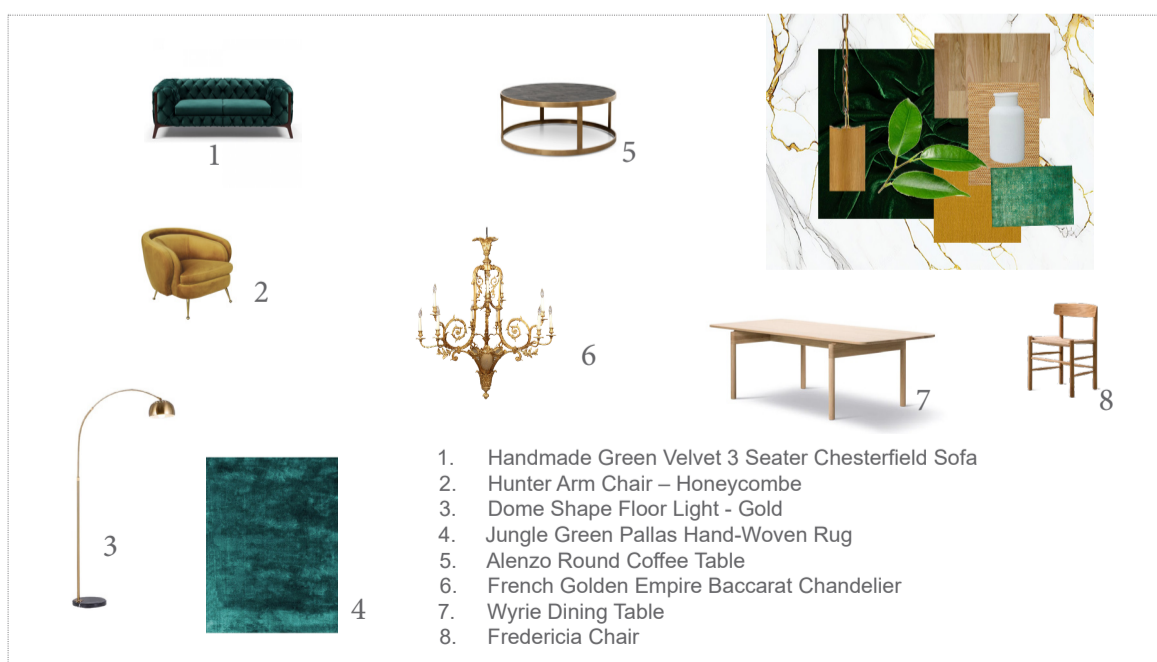 1
5
2
6
7
8
3
4
1. Handmade Green Velvet 3 Seater Chesterfield Sofa
2. Hunter Arm Chair – Honeycombe
3. Dome Shape Floor Light - Gold
4. Jungle Green Pallas Hand-Woven Rug
5. Alenzo Round Coffee Table
6. French Golden Empire Baccarat Chandelier
7. Wyrie Dining Table
8. Fredericia Chair